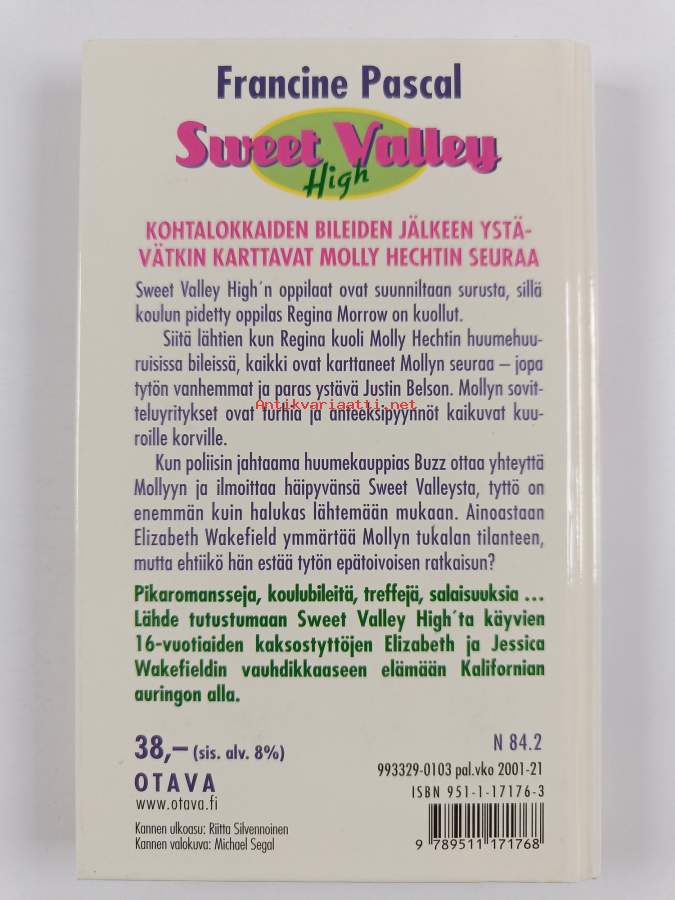 Francine Pascal
Sweet Valley
High
KOHTALOKKAIDEN BILEIDEN JÄLKEEN YSTÄ-
VÄTKIN KARTTAVAT MOLLY HECHTIN SEURAA
Sweet Valley High´n oppilaat ovat suunniltaan surusta, sillä
koulun pidetty oppilas Regina Morrow on kuollut.
Siitä lähtien kun Regina kuoli Molly Hechtin huumehuu-
ruisissa bileissä, kaikki ovat karttaneet Mollyn seuraa – jopa
tytön vanhemmat ja paras ystävä Justin Belson. Mollyn sovit-
Antikvariaatti.net
teluyritykset ovat turhia ja anteeksipyynnöt kaikuvat kuu-
roille korville.
Kun poliisin jahtaama huumekauppias Buzz ottaa yhteyttä
Mollyyn ja ilmoittaa häipyvänsä Sweet Valleysta, tyttö on
enemmän kuin halukas lähtemään mukaan. Ainoastaan
Elizabeth Wakefield ymmärtää Mollyn tukalan tilanteen,
mutta ehtiikö hän estää tytön epätoivoisen ratkaisun?
Pikaromansseja, koulubileitä, treffejä, salaisuuksia ...
Lähde tutustumaan Sweet Valley High´ta käyvien
16-vuotiaiden kaksostyttöjen Elizabeth ja Jessica
Wakefieldin vauhdikkaaseen elämään Kalifornian
auringon alla.
38,– (sis. alv. 8%)
N 84.2
993329-0103 pal.vko 2001-21
OTAVA
ISBN 951-1-17176-3
www.otava.fi
Kannen ulkoasu: Riitta Silvennoinen
Kannen valokuva: Michael Segal
9 789511 171768